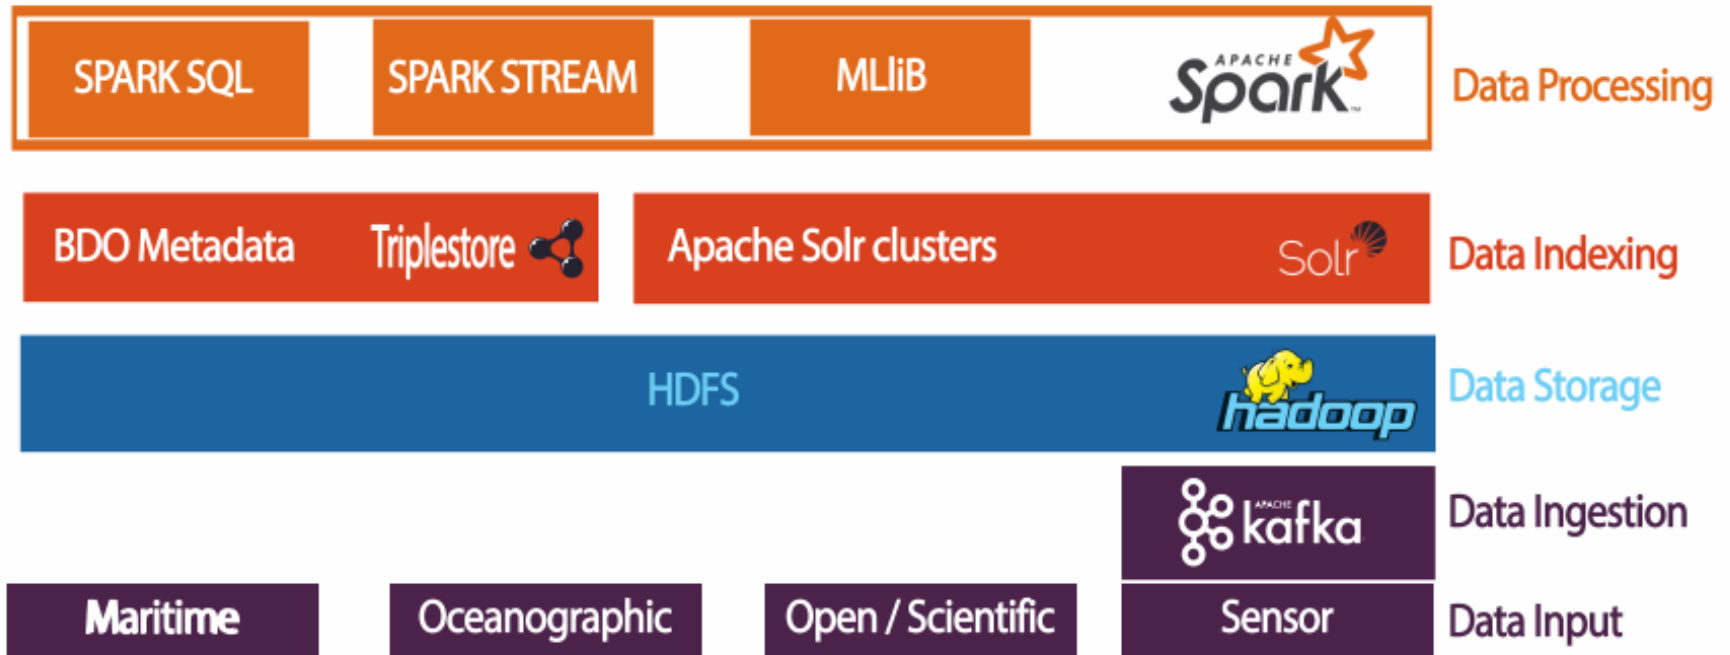 SPARK SQL
SPARK STREAM
MLliB
APACHE
Spark™
Data Processing
BDO Metadata
Triplestore
Apache Solr clusters
Solr
Data Indexing
HDFS
hadoop
Data Storage
APACHE
kafka
Data Ingestion
Maritime
Oceanographic
Open / Scientific
Sensor
Data Input